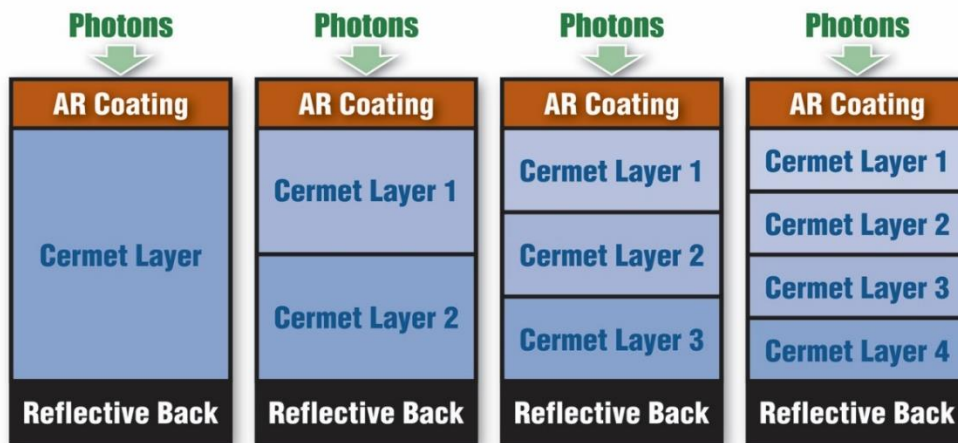 Photons
AR Coating
Cermet Layer
Reflective Back
Photons
AR Coating
Cermet Layer 1
Cermet Layer 2
Reflective Back
Photons
AR Coating
Cermet Layer 1
Cermet Layer 2
Cermet Layer 3
Reflective Back
Photons
AR Coating
Cermet Layer 1
Cermet Layer 2
Cermet Layer 3
Cermet Layer 4
Reflective Back